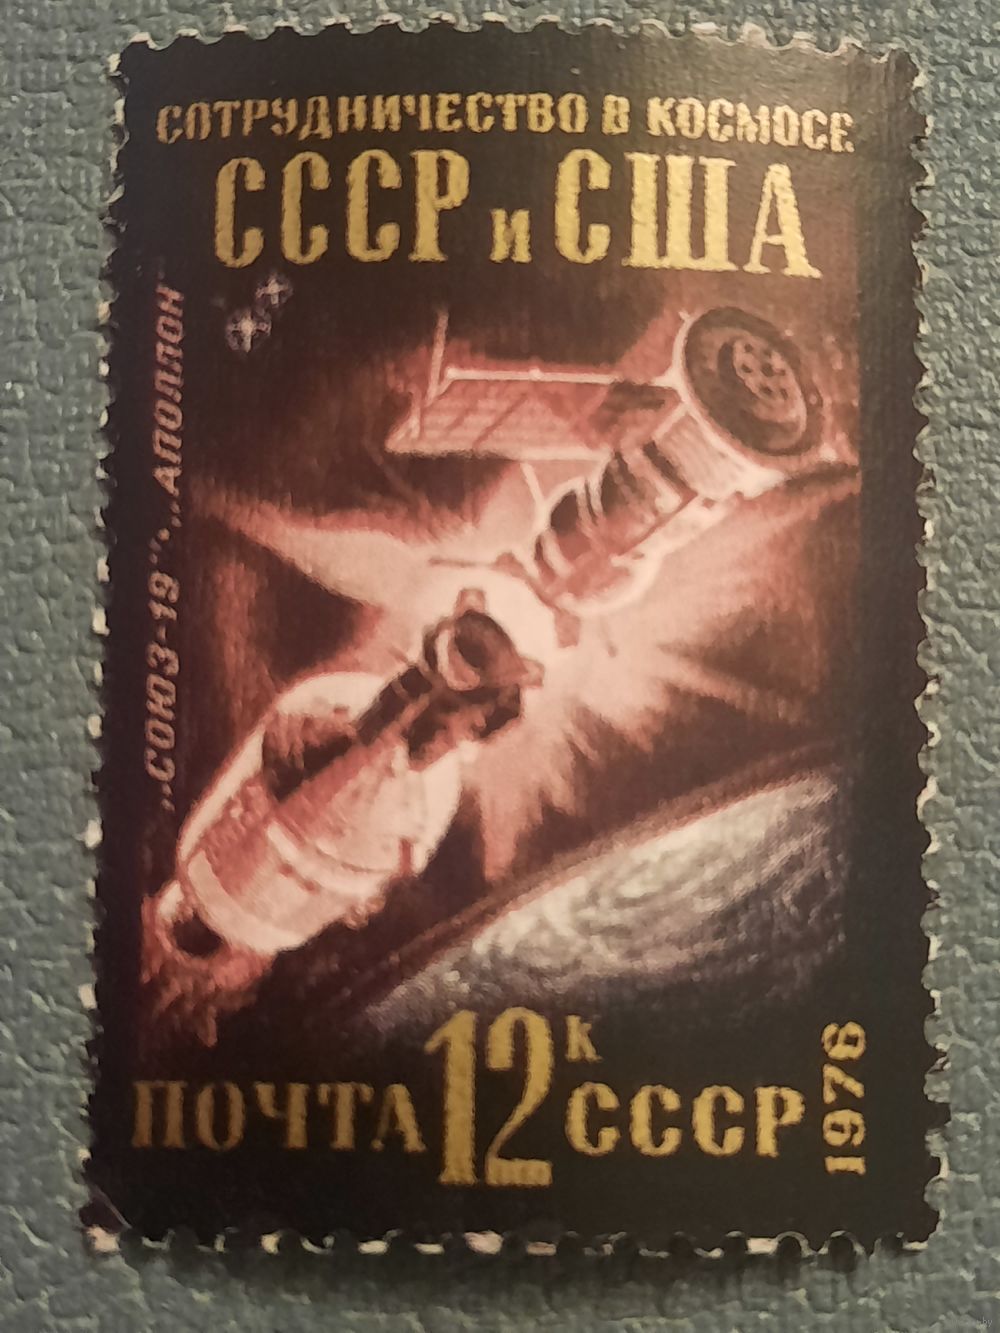 СОТРУДНИЧЕСТВО В КОСМОСЕ
СССР и США
„СОЮЗ-19"·„АПОЛЛОН"
12к
ПОЧТА СССР
1976